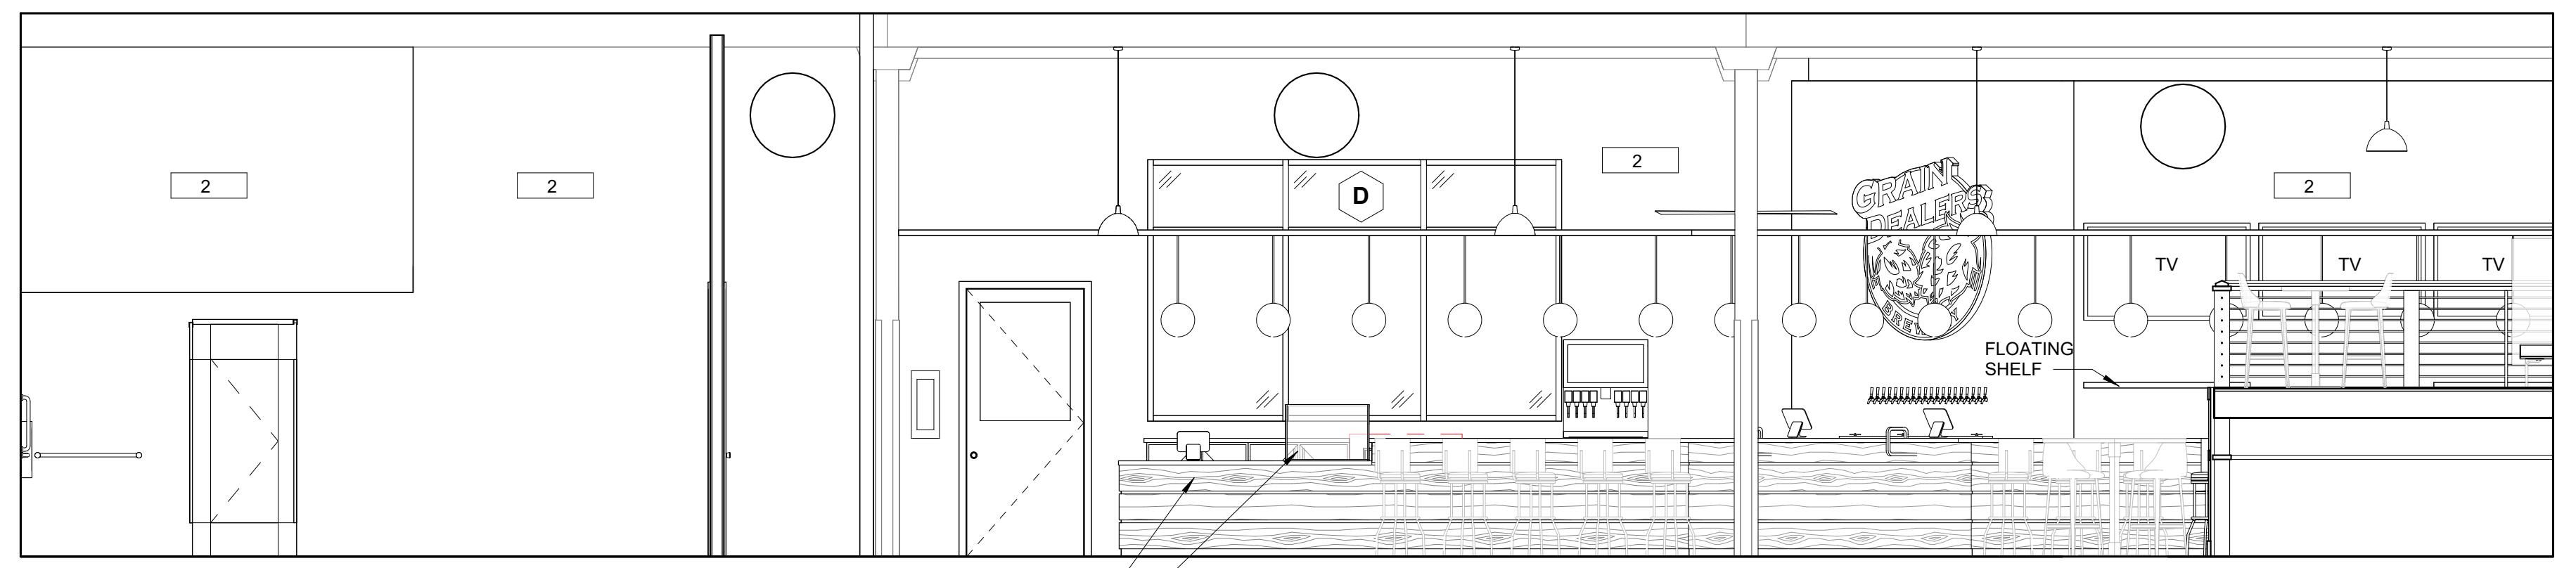 2
2
D
2
GRAIN
DEALERS
BREWERY
2
TV
TV
TV
FLOATING
SHELF